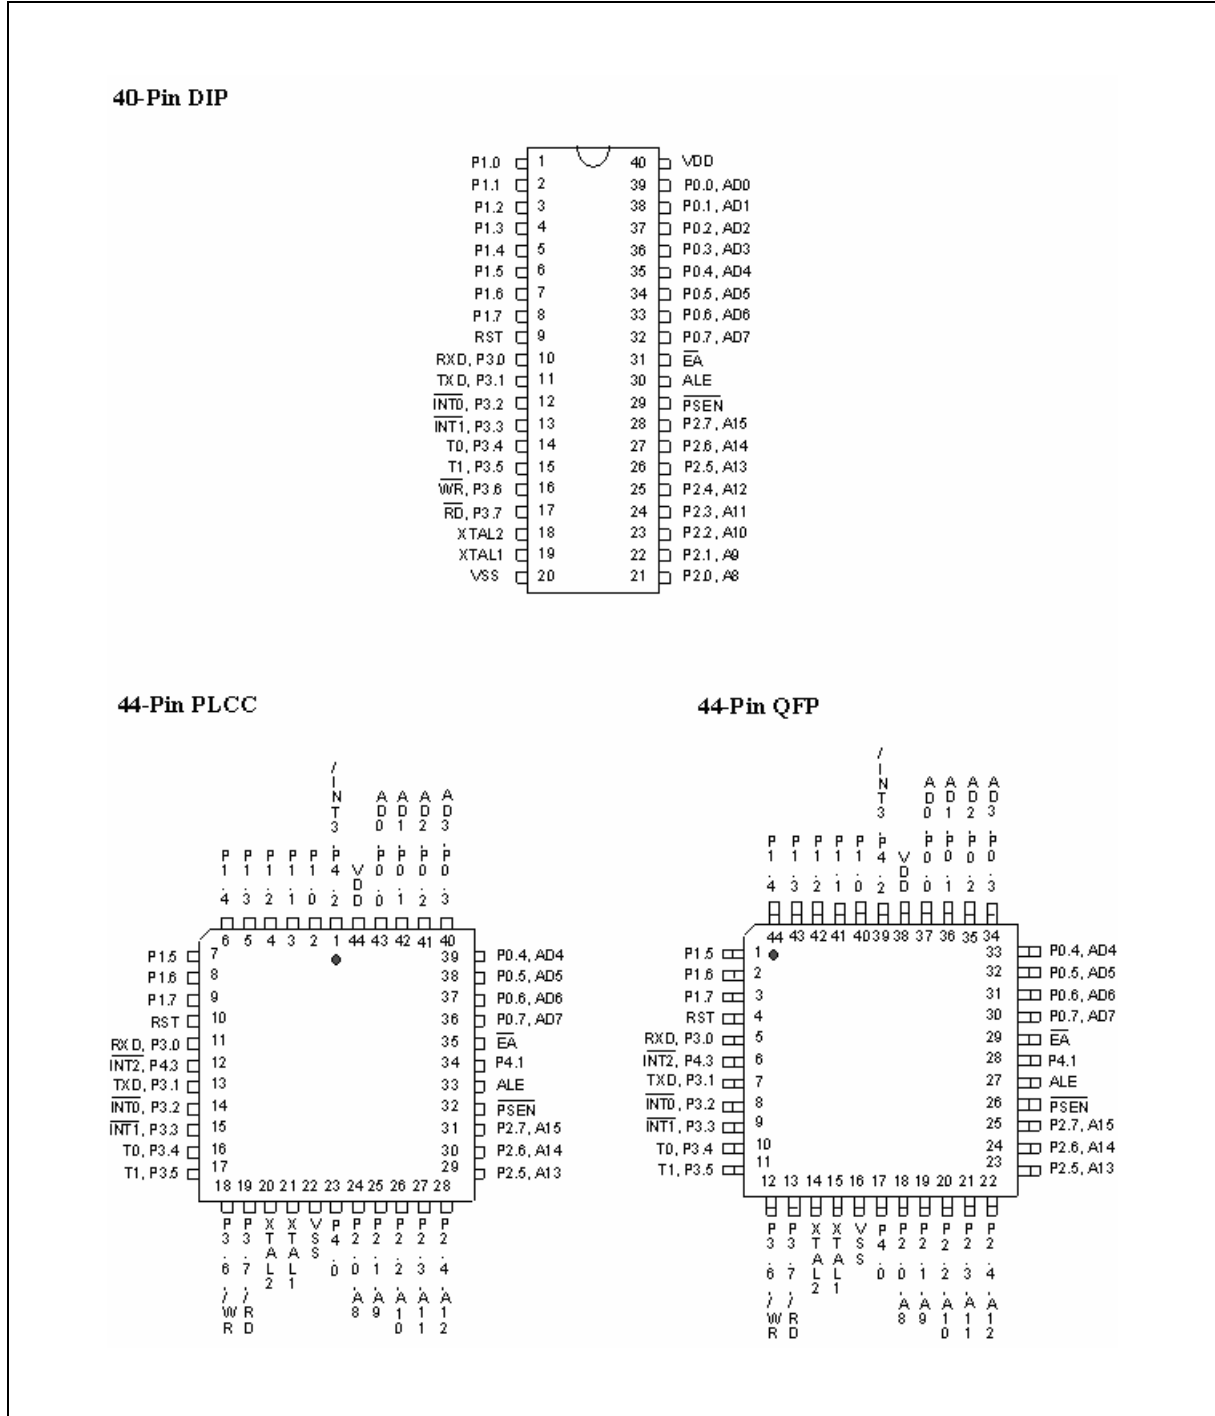 40-Pin DIP
P1.0 1 40 VDD
P1.1 2 39 P0.0, AD0
P1.2 3 38 P0.1, AD1
P1.3 4 37 P0.2, AD2
P1.4 5 36 P0.3, AD3
P1.5 6 35 P0.4, AD4
P1.6 7 34 P0.5, AD5
P1.7 8 33 P0.6, AD6
RST 9 32 P0.7, AD7
RXD, P3.0 10 31 EA
TXD, P3.1 11 30 ALE
INT0, P3.2 12 29 PSEN
INT1, P3.3 13 28 P2.7, A15
T0, P3.4 14 27 P2.6, A14
T1, P3.5 15 26 P2.5, A13
WR, P3.6 16 25 P2.4, A12
RD, P3.7 17 24 P2.3, A11
XTAL2 18 23 P2.2, A10
XTAL1 19 22 P2.1, A9
VSS 20 21 P2.0, A8
44-Pin PLCC
P1.4
P1.3
P1.2
P1.1
P1.0
/INT3,P4.2
VDD
AD0,P0.0
AD1,P0.1
AD2,P0.2
AD3,P0.3
6 5 4 3 2 1 44 43 42 41 40
P1.5 7 39 P0.4, AD4
P1.6 8 38 P0.5, AD5
P1.7 9 37 P0.6, AD6
RST 10 36 P0.7, AD7
RXD, P3.0 11 35 EA
INT2, P4.3 12 34 P4.1
TXD, P3.1 13 33 ALE
INT0, P3.2 14 32 PSEN
INT1, P3.3 15 31 P2.7, A15
T0, P3.4 16 30 P2.6, A14
T1, P3.5 17 29 P2.5, A13
18 19 20 21 22 23 24 25 26 27 28
P3.6,/WR
P3.7,/RD
XTAL2
XTAL1
VSS
P4.0
P2.0,A8
P2.1,A9
P2.2,A10
P2.3,A11
P2.4,A12
44-Pin QFP
P1.4
P1.3
P1.2
P1.1
P1.0
/INT3,P4.2
VDD
AD0,P0.0
AD1,P0.1
AD2,P0.2
AD3,P0.3
44 43 42 41 40 39 38 37 36 35 34
P1.5 1 33 P0.4, AD4
P1.6 2 32 P0.5, AD5
P1.7 3 31 P0.6, AD6
RST 4 30 P0.7, AD7
RXD, P3.0 5 29 EA
INT2, P4.3 6 28 P4.1
TXD, P3.1 7 27 ALE
INT0, P3.2 8 26 PSEN
INT1, P3.3 9 25 P2.7, A15
T0, P3.4 10 24 P2.6, A14
T1, P3.5 11 23 P2.5, A13
12 13 14 15 16 17 18 19 20 21 22
P3.6,/WR
P3.7,/RD
XTAL2
XTAL1
VSS
P4.0
P2.0,A8
P2.1,A9
P2.2,A10
P2.3,A11
P2.4,A12